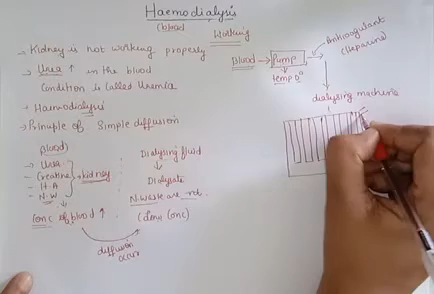 Haemodialysis
(blood)
Working
→ Kidney is not working properly
→ Urea ↑ in the blood
Condition is called Uremia
→ Haemodialysis
→ Prinuple of Simple diffusion
Blood → Pump →
temp 0°
Anticoagulant
(Heparine)
dialysing machine
Blood
- Urea
- Creatine
- U.A
- N.W
kidney
Conc of blood ↑
Dialysing fluid
Dialysate
N.Waste are not
(Low Conc)
diffusion
occur